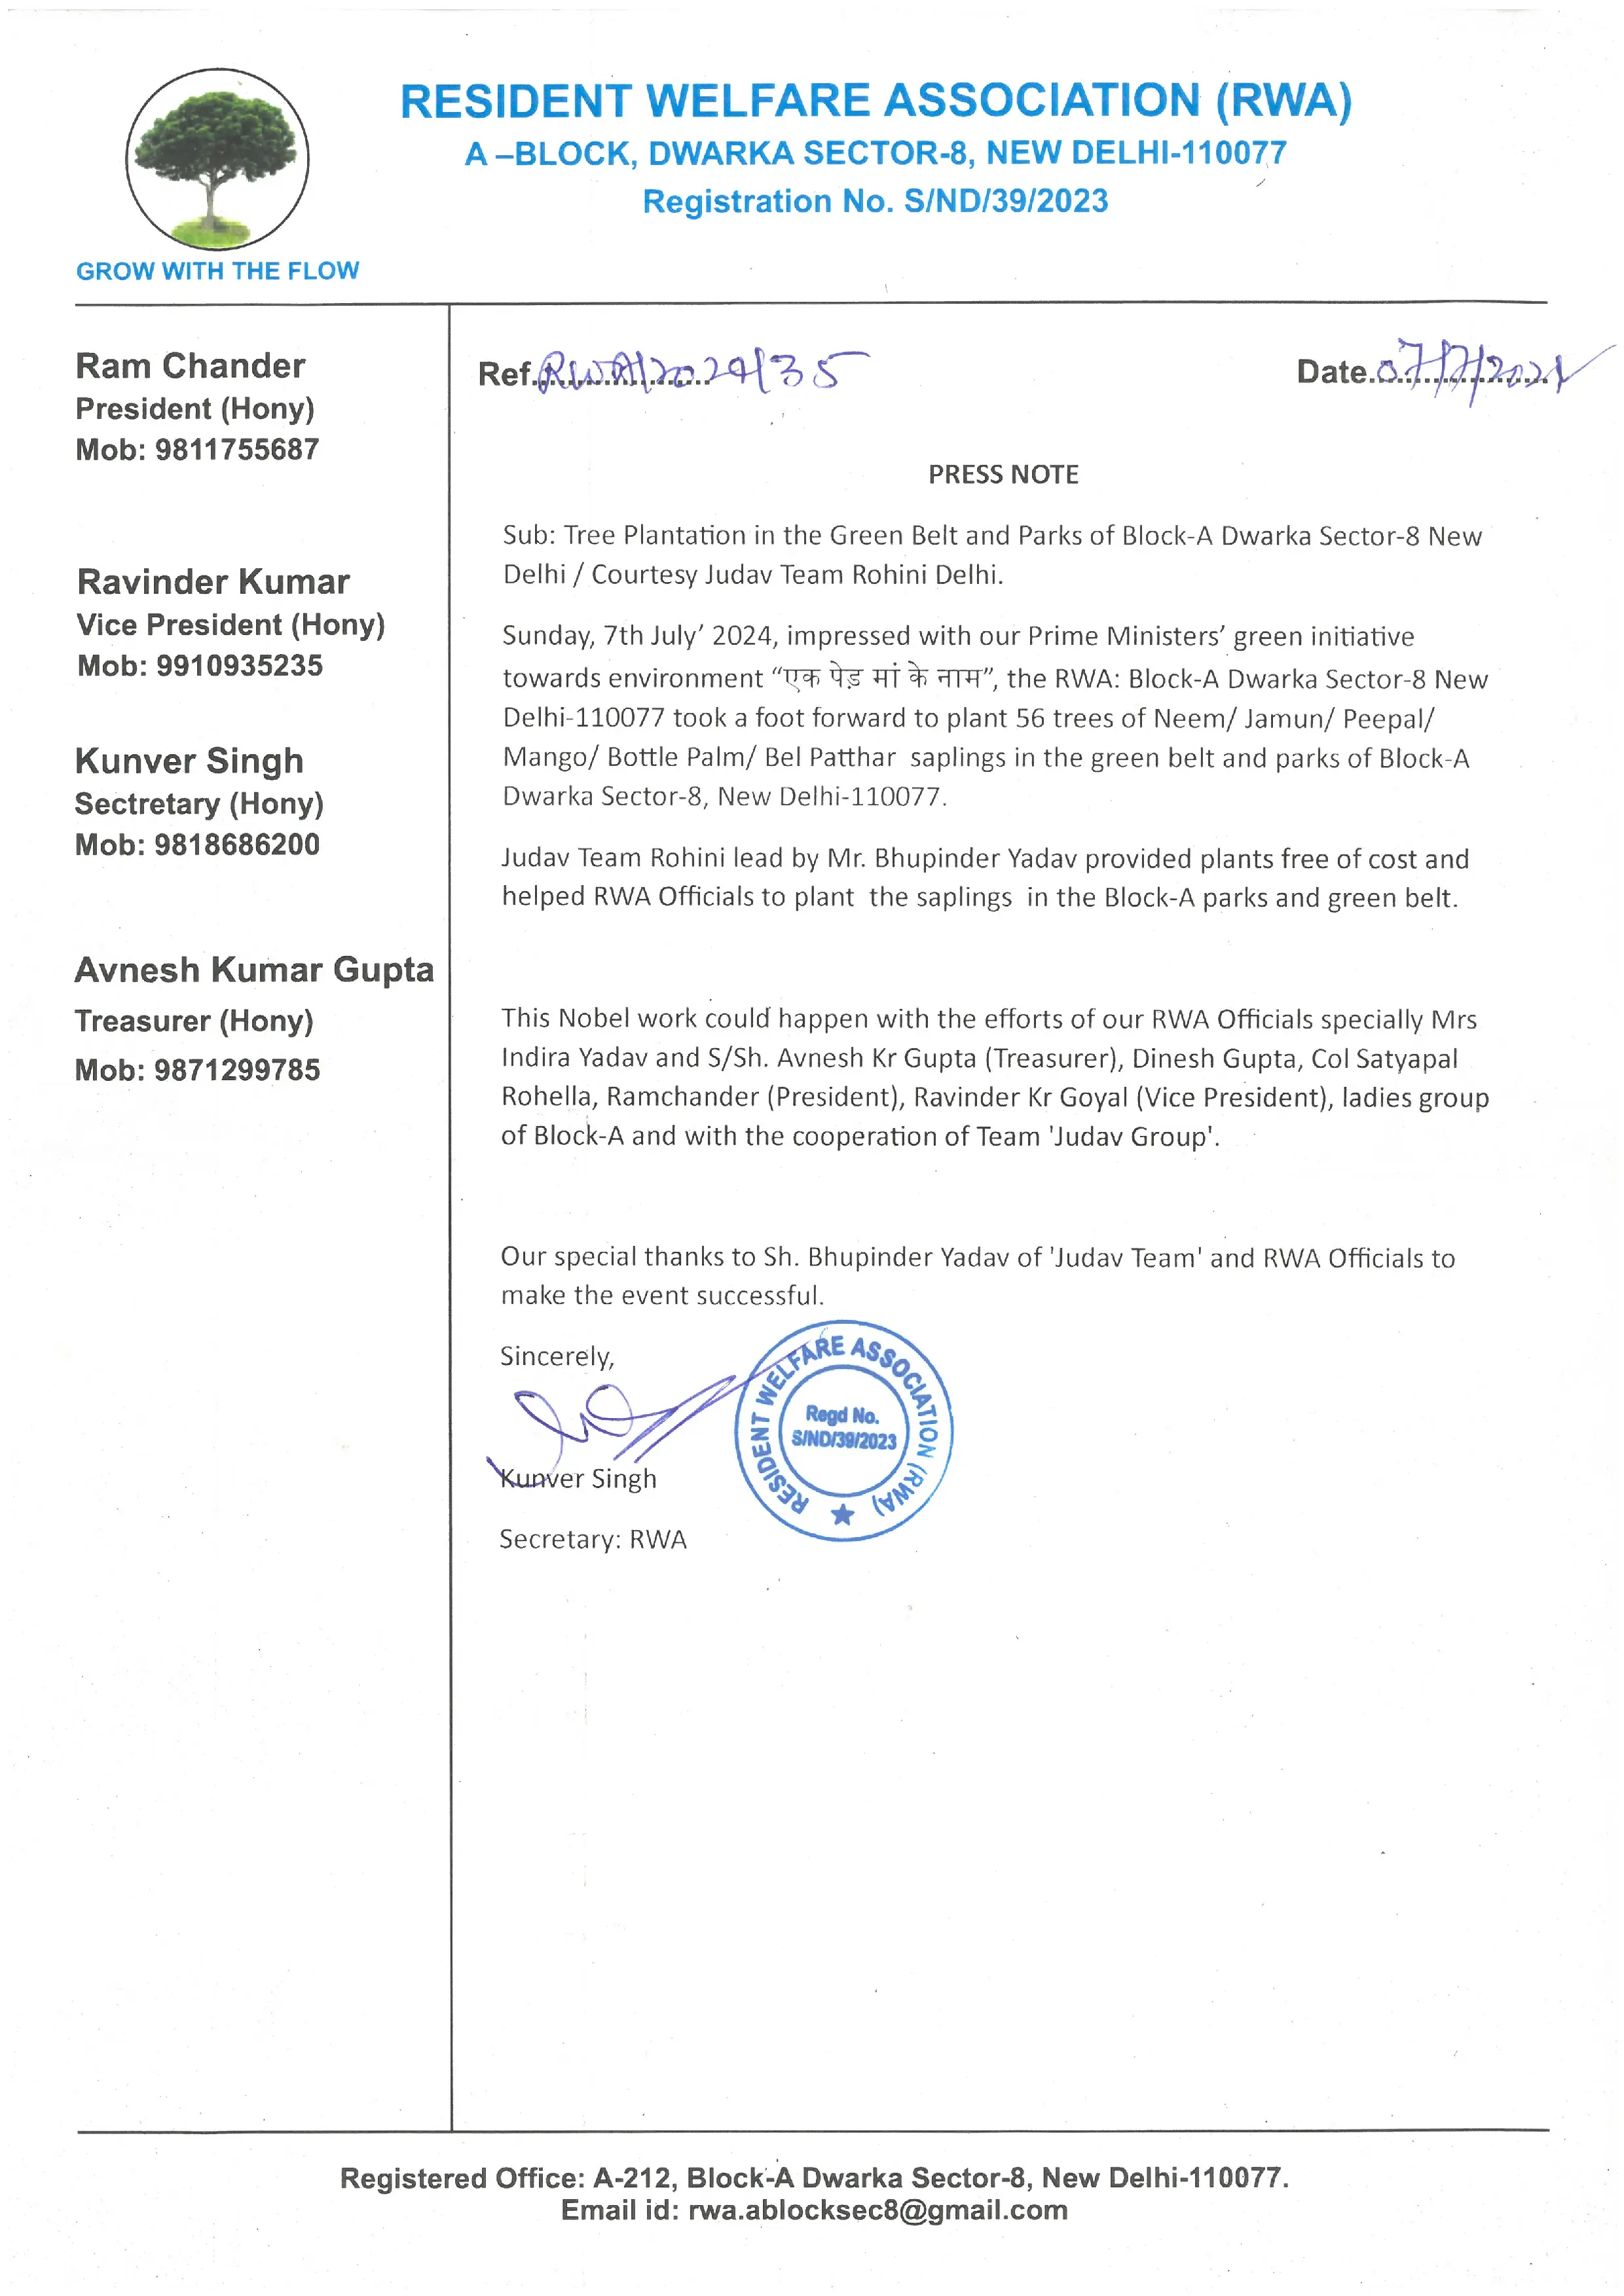 RESIDENT WELFARE ASSOCIATION (RWA)
A –BLOCK, DWARKA SECTOR-8, NEW DELHI-110077
Registration No. S/ND/39/2023
GROW WITH THE FLOW
Ram Chander
President (Hony)
Mob: 9811755687
Ravinder Kumar
Vice President (Hony)
Mob: 9910935235
Kunver Singh
Sectretary (Hony)
Mob: 9818686200
Avnesh Kumar Gupta
Treasurer (Hony)
Mob: 9871299785
Ref. RWA/2024/35
Date. 07/7/2024
PRESS NOTE
Sub: Tree Plantation in the Green Belt and Parks of Block-A Dwarka Sector-8 New
Delhi / Courtesy Judav Team Rohini Delhi.
Sunday, 7th July’ 2024, impressed with our Prime Ministers’ green initiative
towards environment “एक पेड़ मां के नाम”, the RWA: Block-A Dwarka Sector-8 New
Delhi-110077 took a foot forward to plant 56 trees of Neem/ Jamun/ Peepal/
Mango/ Bottle Palm/ Bel Patthar saplings in the green belt and parks of Block-A
Dwarka Sector-8, New Delhi-110077.
Judav Team Rohini lead by Mr. Bhupinder Yadav provided plants free of cost and
helped RWA Officials to plant the saplings in the Block-A parks and green belt.
This Nobel work could happen with the efforts of our RWA Officials specially Mrs
Indira Yadav and S/Sh. Avnesh Kr Gupta (Treasurer), Dinesh Gupta, Col Satyapal
Rohella, Ramchander (President), Ravinder Kr Goyal (Vice President), ladies group
of Block-A and with the cooperation of Team 'Judav Group'.
Our special thanks to Sh. Bhupinder Yadav of 'Judav Team' and RWA Officials to
make the event successful.
Sincerely,
Kunver Singh
Secretary: RWA
RESIDENT WELFARE ASSOCIATION (RWA)
Regd No.
S/ND/39/2023
Registered Office: A-212, Block-A Dwarka Sector-8, New Delhi-110077.
Email id: rwa.ablocksec8@gmail.com